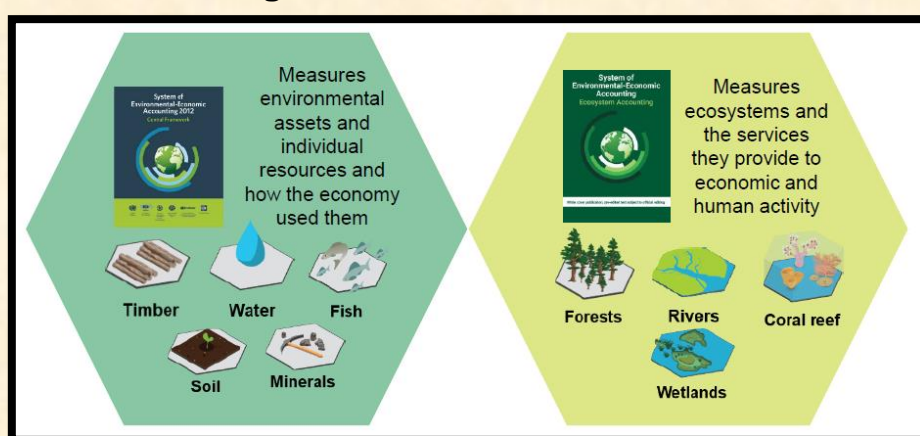 System of
Environmental-Economic
Accounting 2012
Central Framework
Measures
environmental
assets and
individual
resources and
how the economy
used them
Timber
Water
Fish
Soil
Minerals
System of
Environmental-Economic
Accounting
Ecosystem Accounting
Measures
ecosystems and
the services
they provide to
economic and
human activity
Forests
Rivers
Coral reef
Wetlands